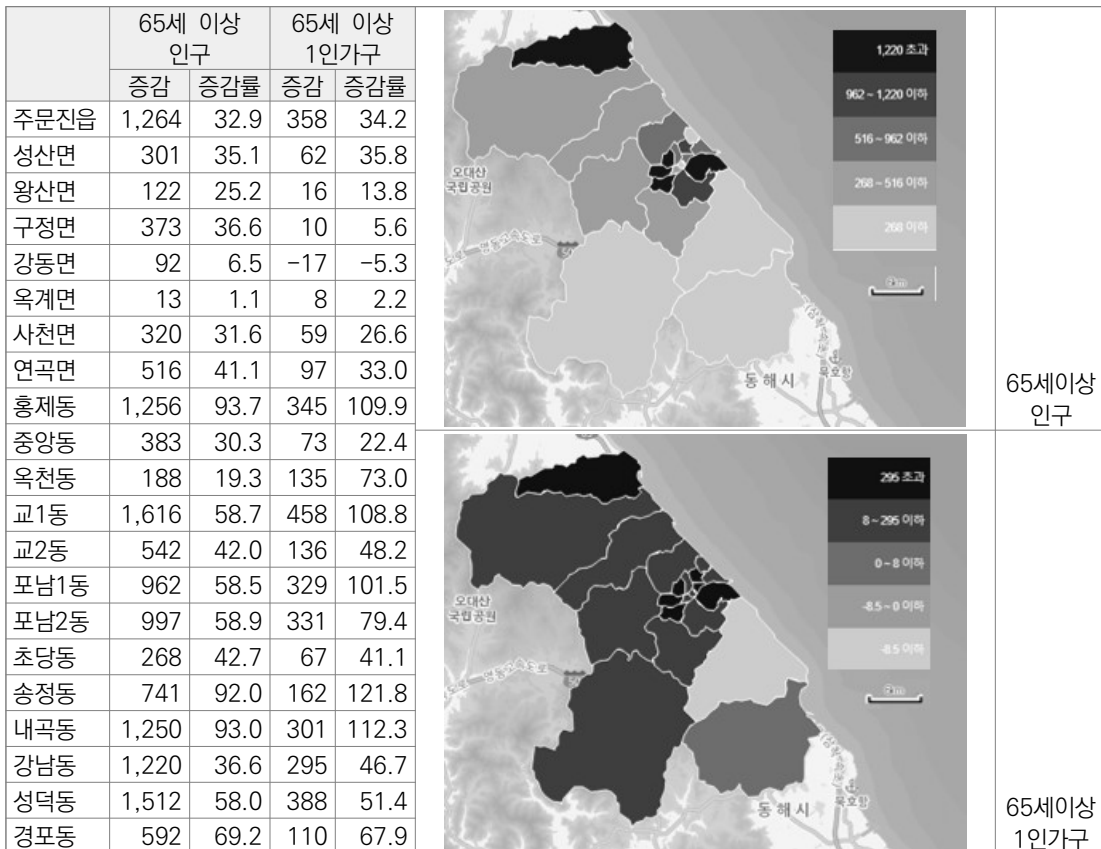 65세 이상 인구 65세 이상 1인가구
증감 증감률 증감 증감률
주문진읍 1,264 32.9 358 34.2
성산면 301 35.1 62 35.8
왕산면 122 25.2 16 13.8
구정면 373 36.6 10 5.6
강동면 92 6.5 -17 -5.3
옥계면 13 1.1 8 2.2
사천면 320 31.6 59 26.6
연곡면 516 41.1 97 33.0
홍제동 1,256 93.7 345 109.9
중앙동 383 30.3 73 22.4
옥천동 188 19.3 135 73.0
교1동 1,616 58.7 458 108.8
교2동 542 42.0 136 48.2
포남1동 962 58.5 329 101.5
포남2동 997 58.9 331 79.4
초당동 268 42.7 67 41.1
송정동 741 92.0 162 121.8
내곡동 1,250 93.0 301 112.3
강남동 1,220 36.6 295 46.7
성덕동 1,512 58.0 388 51.4
경포동 592 69.2 110 67.9
1,220 초과
962 ~ 1,220 이하
516 ~ 962 이하
268 ~ 516 이하
268 이하
오대산
국립공원
동해시
묵호항
65세이상
인구
295 초과
8 ~ 295 이하
0 ~ 8 이하
-8.5 ~ 0 이하
-8.5 이하
오대산
국립공원
동해시
묵호항
65세이상
1인가구